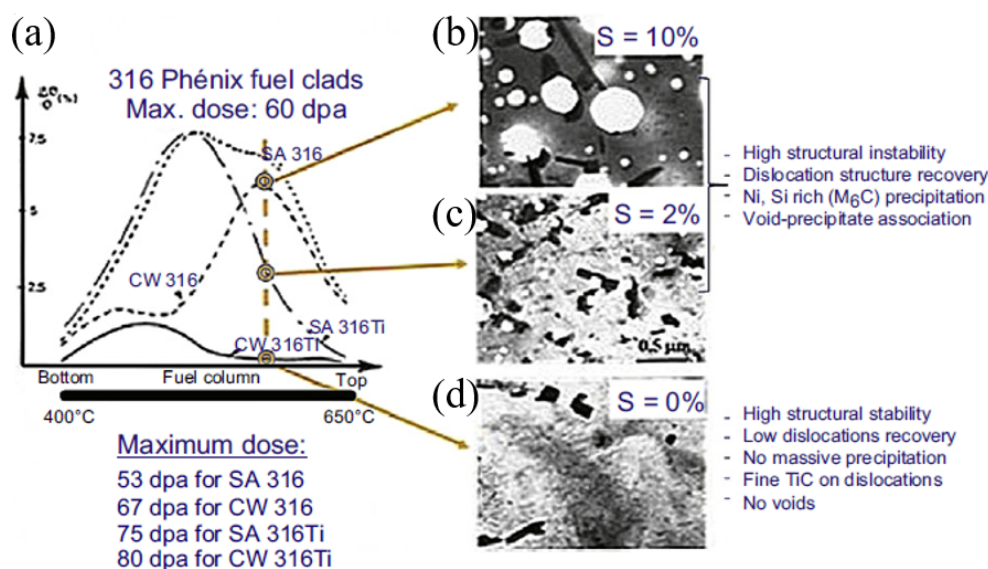 (a)
316 Phénix fuel clads
Max. dose: 60 dpa
(%)
7.5
5
2.5
SA 316
CW 316
SA 316Ti
CW 316Ti
Bottom Fuel column Top
400°C 650°C
Maximum dose:
53 dpa for SA 316
67 dpa for CW 316
75 dpa for SA 316Ti
80 dpa for CW 316Ti
(b)
S = 10%
(c)
S = 2%
0.5 μm
- High structural instability
- Dislocation structure recovery
- Ni, Si rich (M₆C) precipitation
- Void-precipitate association
(d)
S = 0%
- High structural stability
- Low dislocations recovery
- No massive precipitation
- Fine TiC on dislocations
- No voids